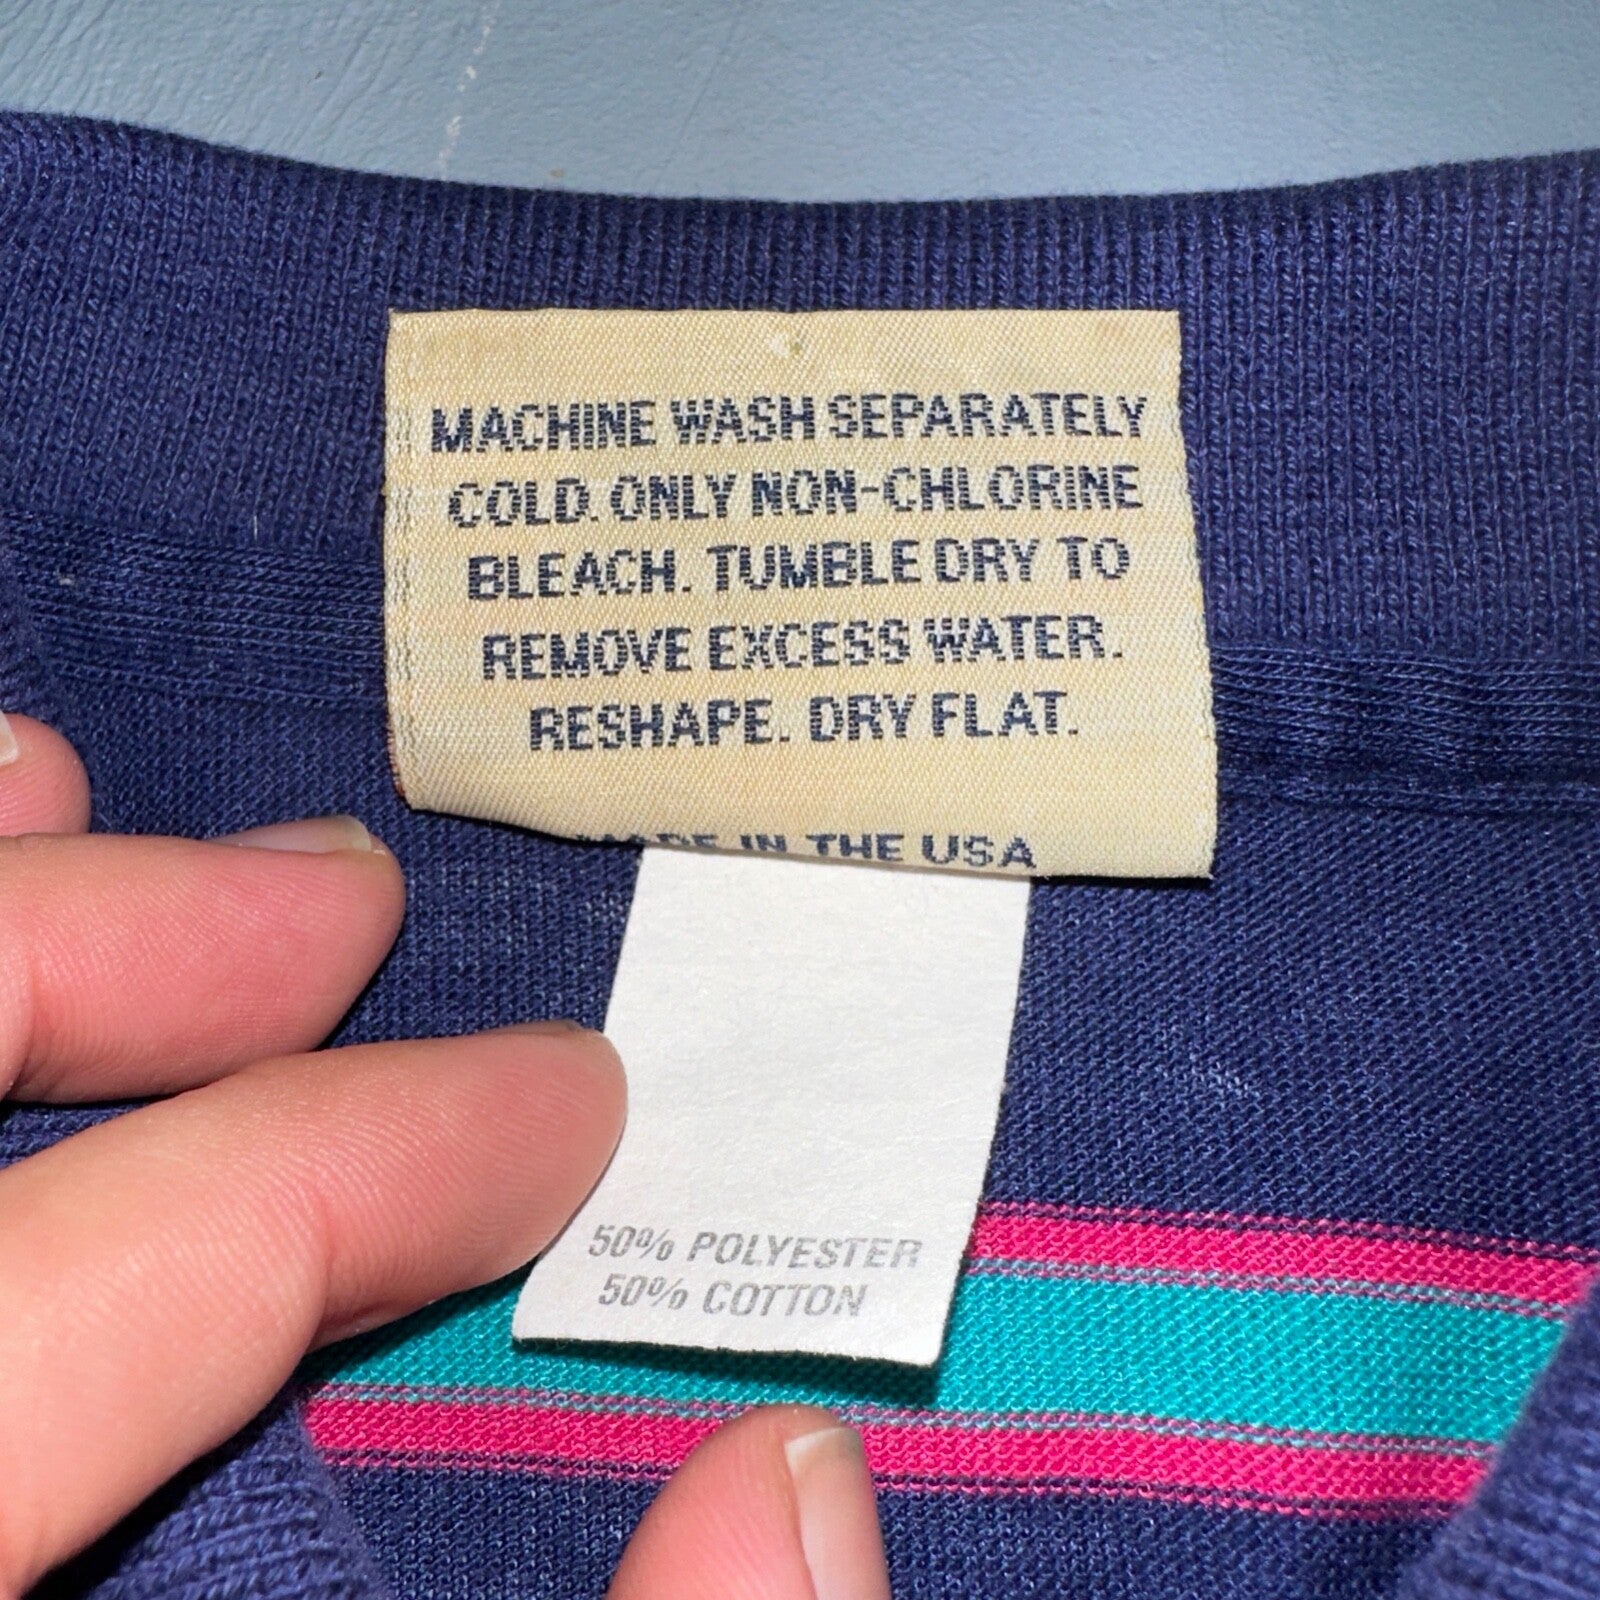 MACHINE WASH SEPARATELY
COLD. ONLY NON-CHLORINE
BLEACH. TUMBLE DRY TO
REMOVE EXCESS WATER.
RESHAPE. DRY FLAT.
MADE IN THE USA
50% POLYESTER
50% COTTON